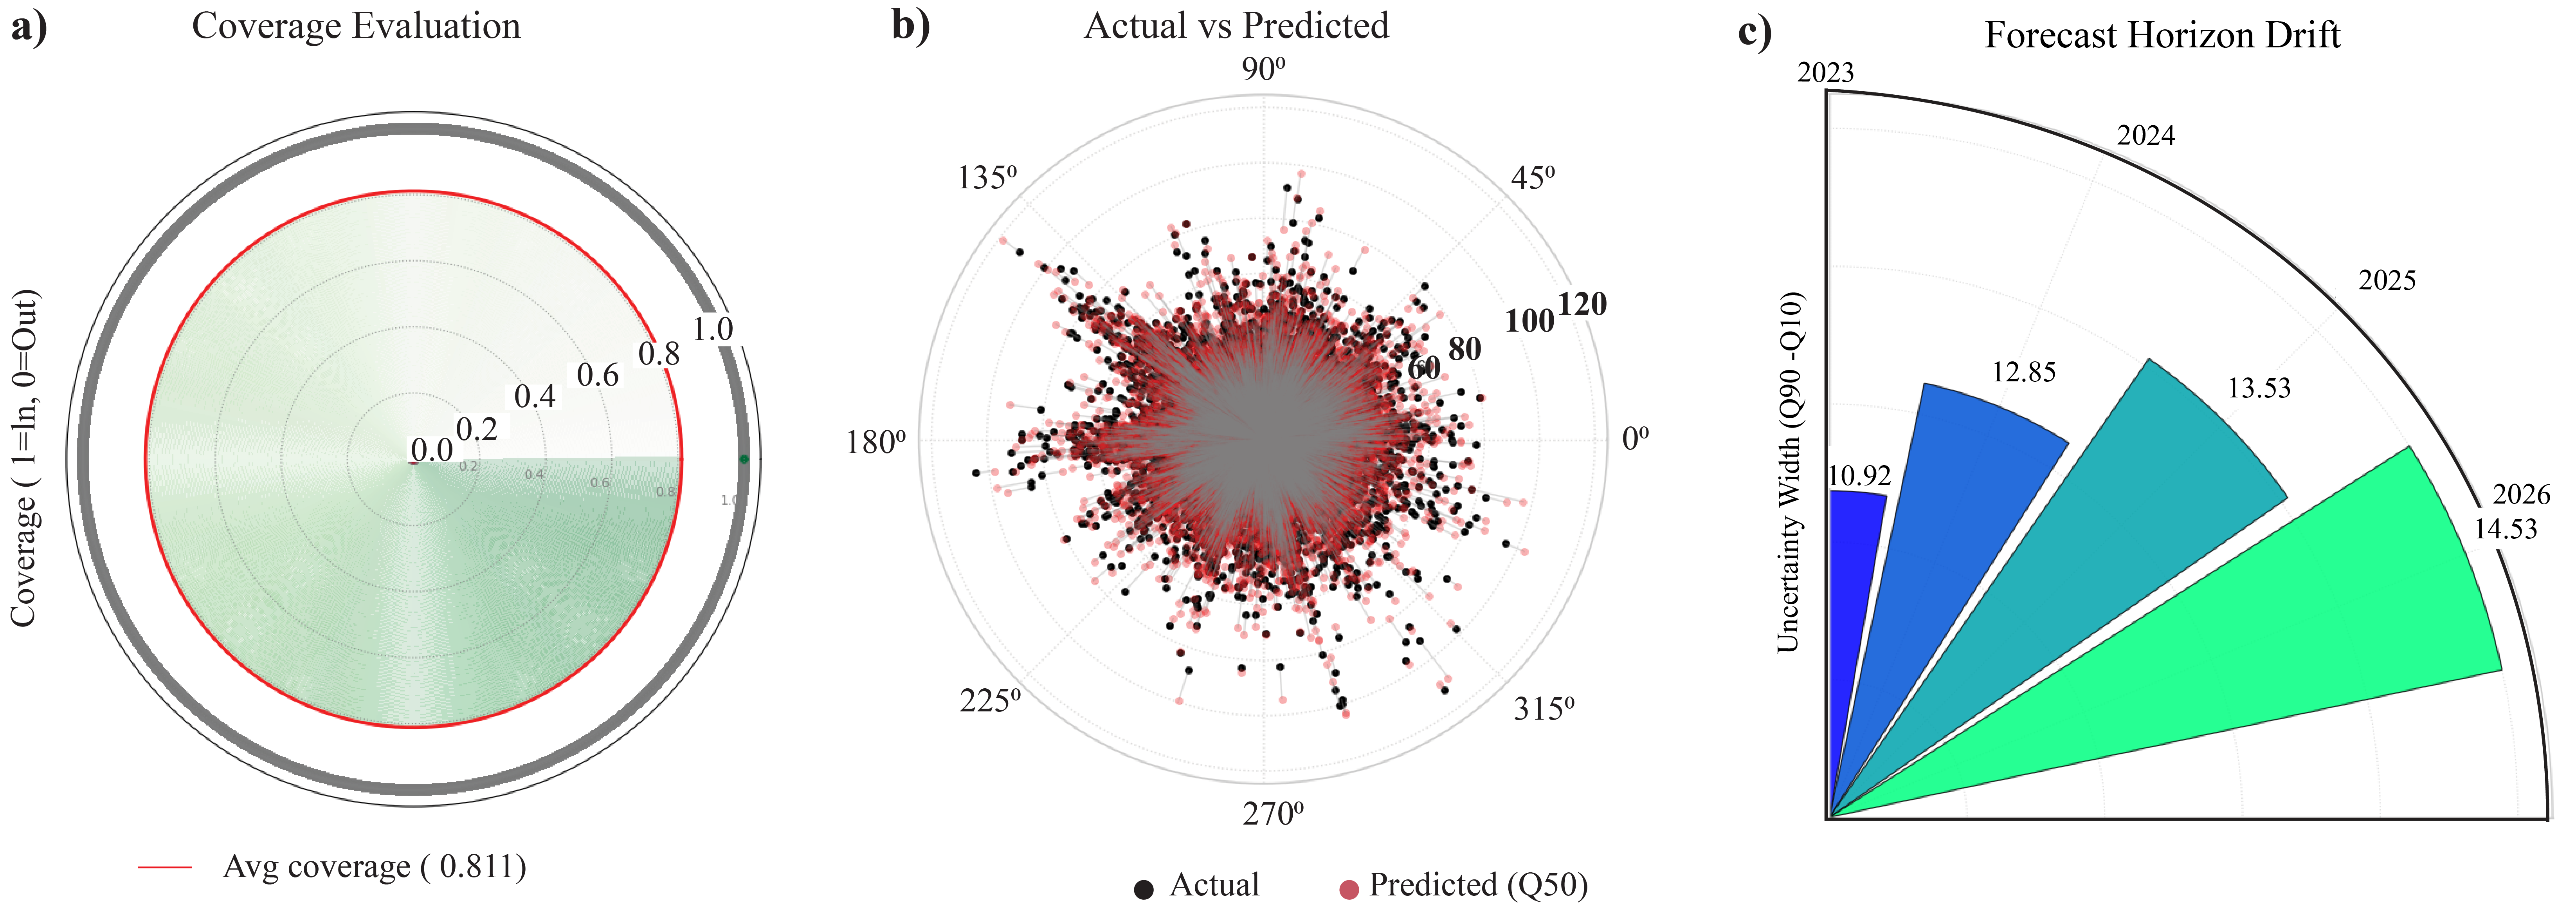 a)
Coverage Evaluation
Coverage ( 1=In, 0=Out)
1.0
0.8
0.6
0.4
0.2
0.0
0.2
0.4
0.6
0.8
Avg coverage ( 0.811)
b)
Actual vs Predicted
90º
135º
45º
120
100
80
60
180º
0º
225º
315º
270º
Actual
Predicted (Q50)
c)
Forecast Horizon Drift
2023
2024
2025
2026
Uncertainty Width (Q90 -Q10)
10.92
12.85
13.53
14.53